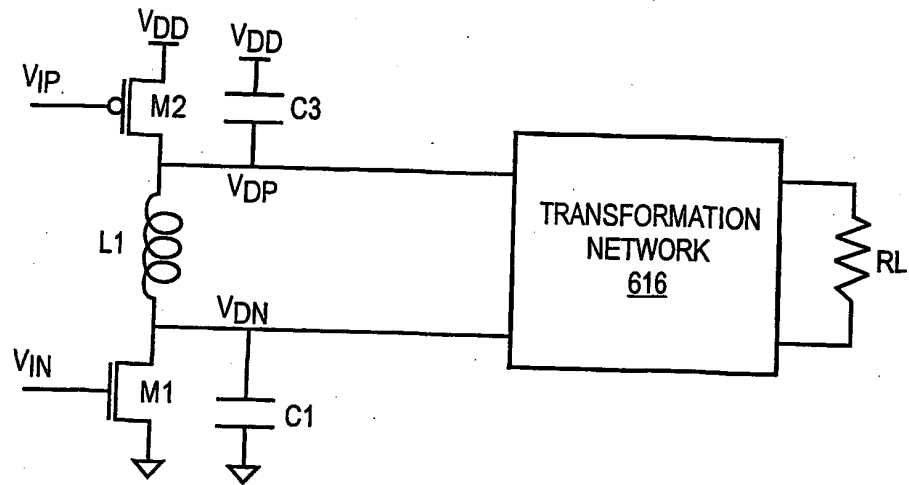 VDD
VDD
VIP
M2
C3
VDP
L1
TRANSFORMATION
NETWORK
616
RL
VDN
VIN
M1
C1